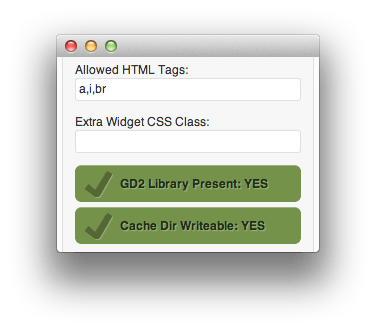 Allowed HTML Tags:
a,i,br
Extra Widget CSS Class:
GD2 Library Present: YES
Cache Dir Writeable: YES